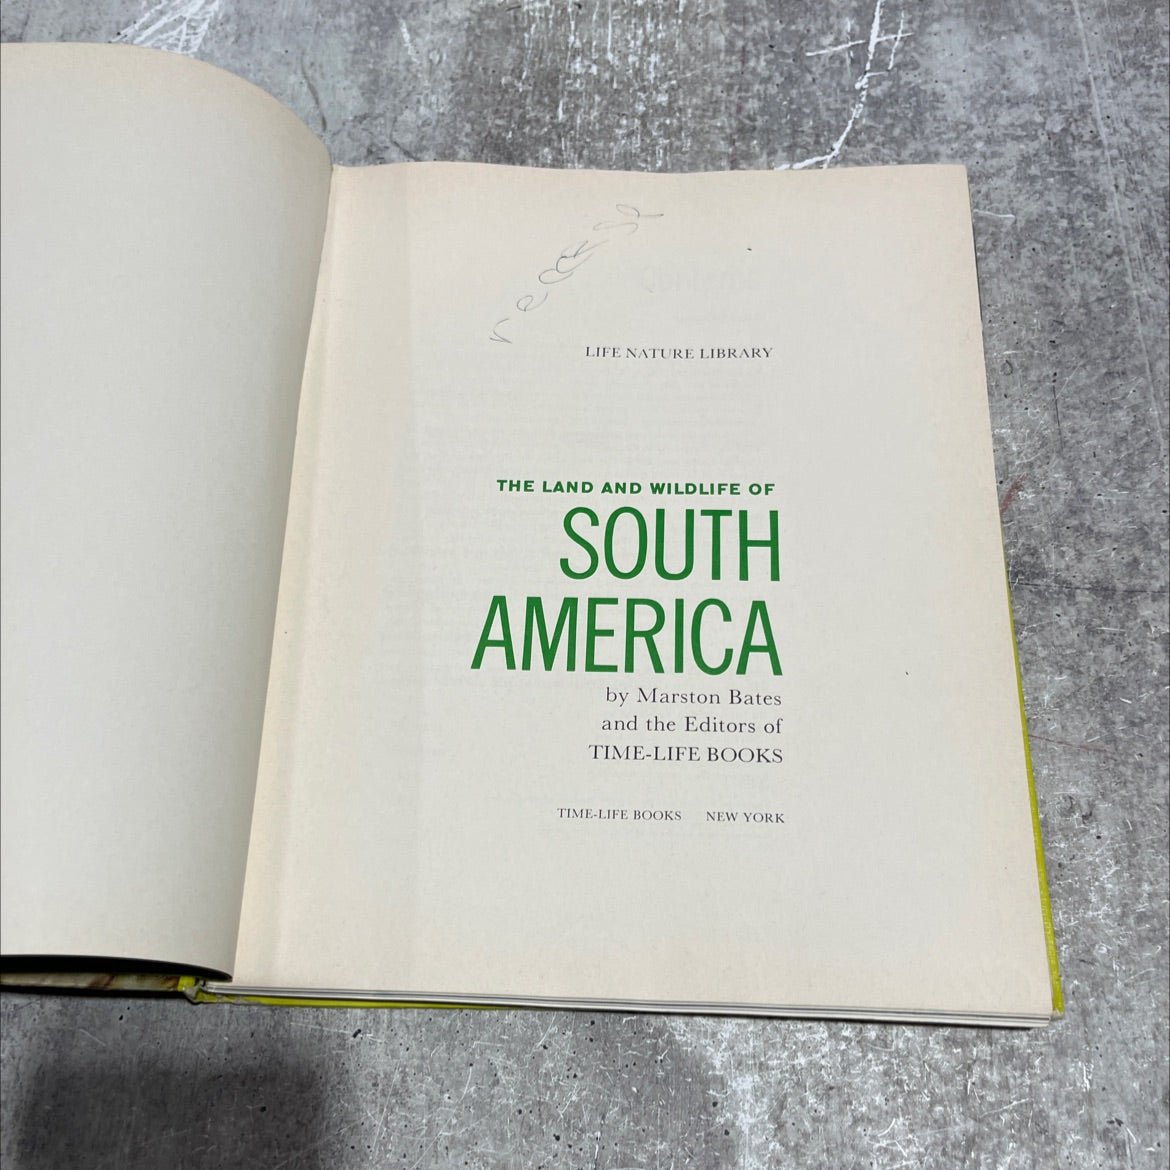 LIFE NATURE LIBRARY
THE LAND AND WILDLIFE OF
SOUTH
AMERICA
by Marston Bates
and the Editors of
TIME-LIFE BOOKS
TIME-LIFE BOOKS NEW YORK